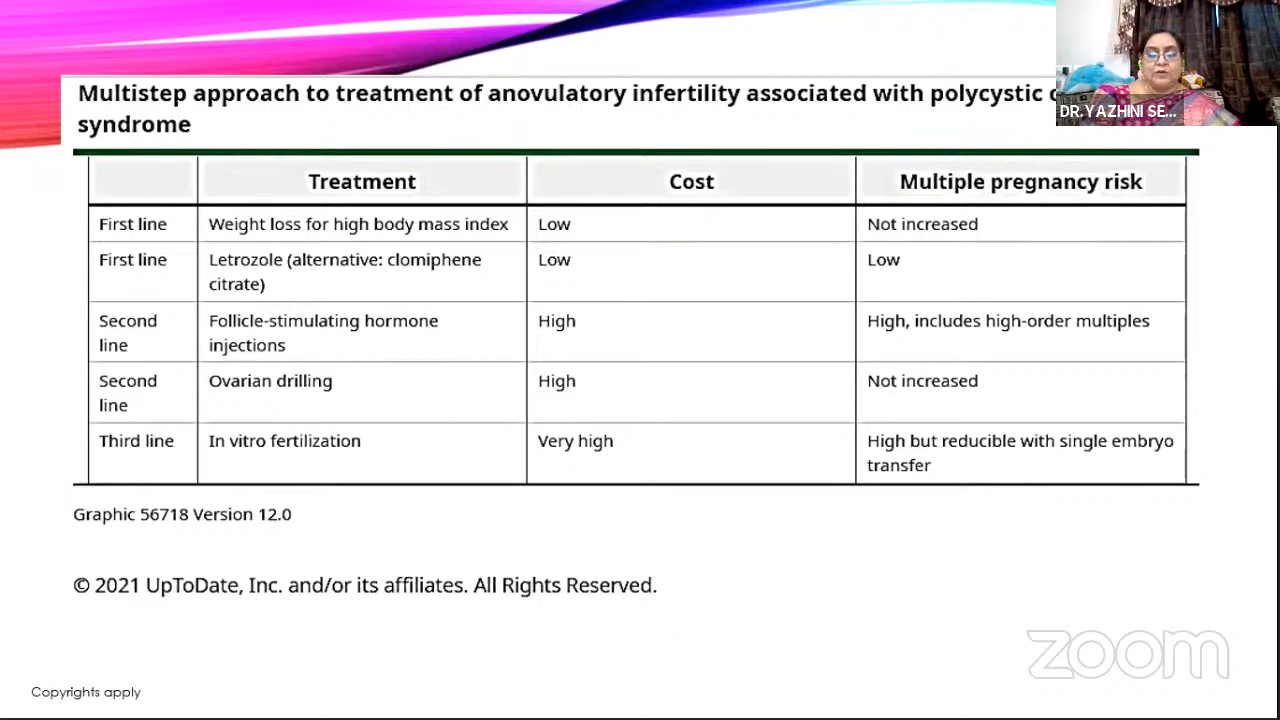 Multistep approach to treatment of anovulatory infertility associated with polycystic
syndrome
DR.YAZHINI SE...
Treatment Cost Multiple pregnancy risk
First line Weight loss for high body mass index Low Not increased
First line Letrozole (alternative: clomiphene Low Low
citrate)
Second Follicle-stimulating hormone High High, includes high-order multiples
line injections
Second Ovarian drilling High Not increased
line
Third line In vitro fertilization Very high High but reducible with single embryo
transfer
Graphic 56718 Version 12.0
© 2021 UpToDate, Inc. and/or its affiliates. All Rights Reserved.
zoom
Copyrights apply